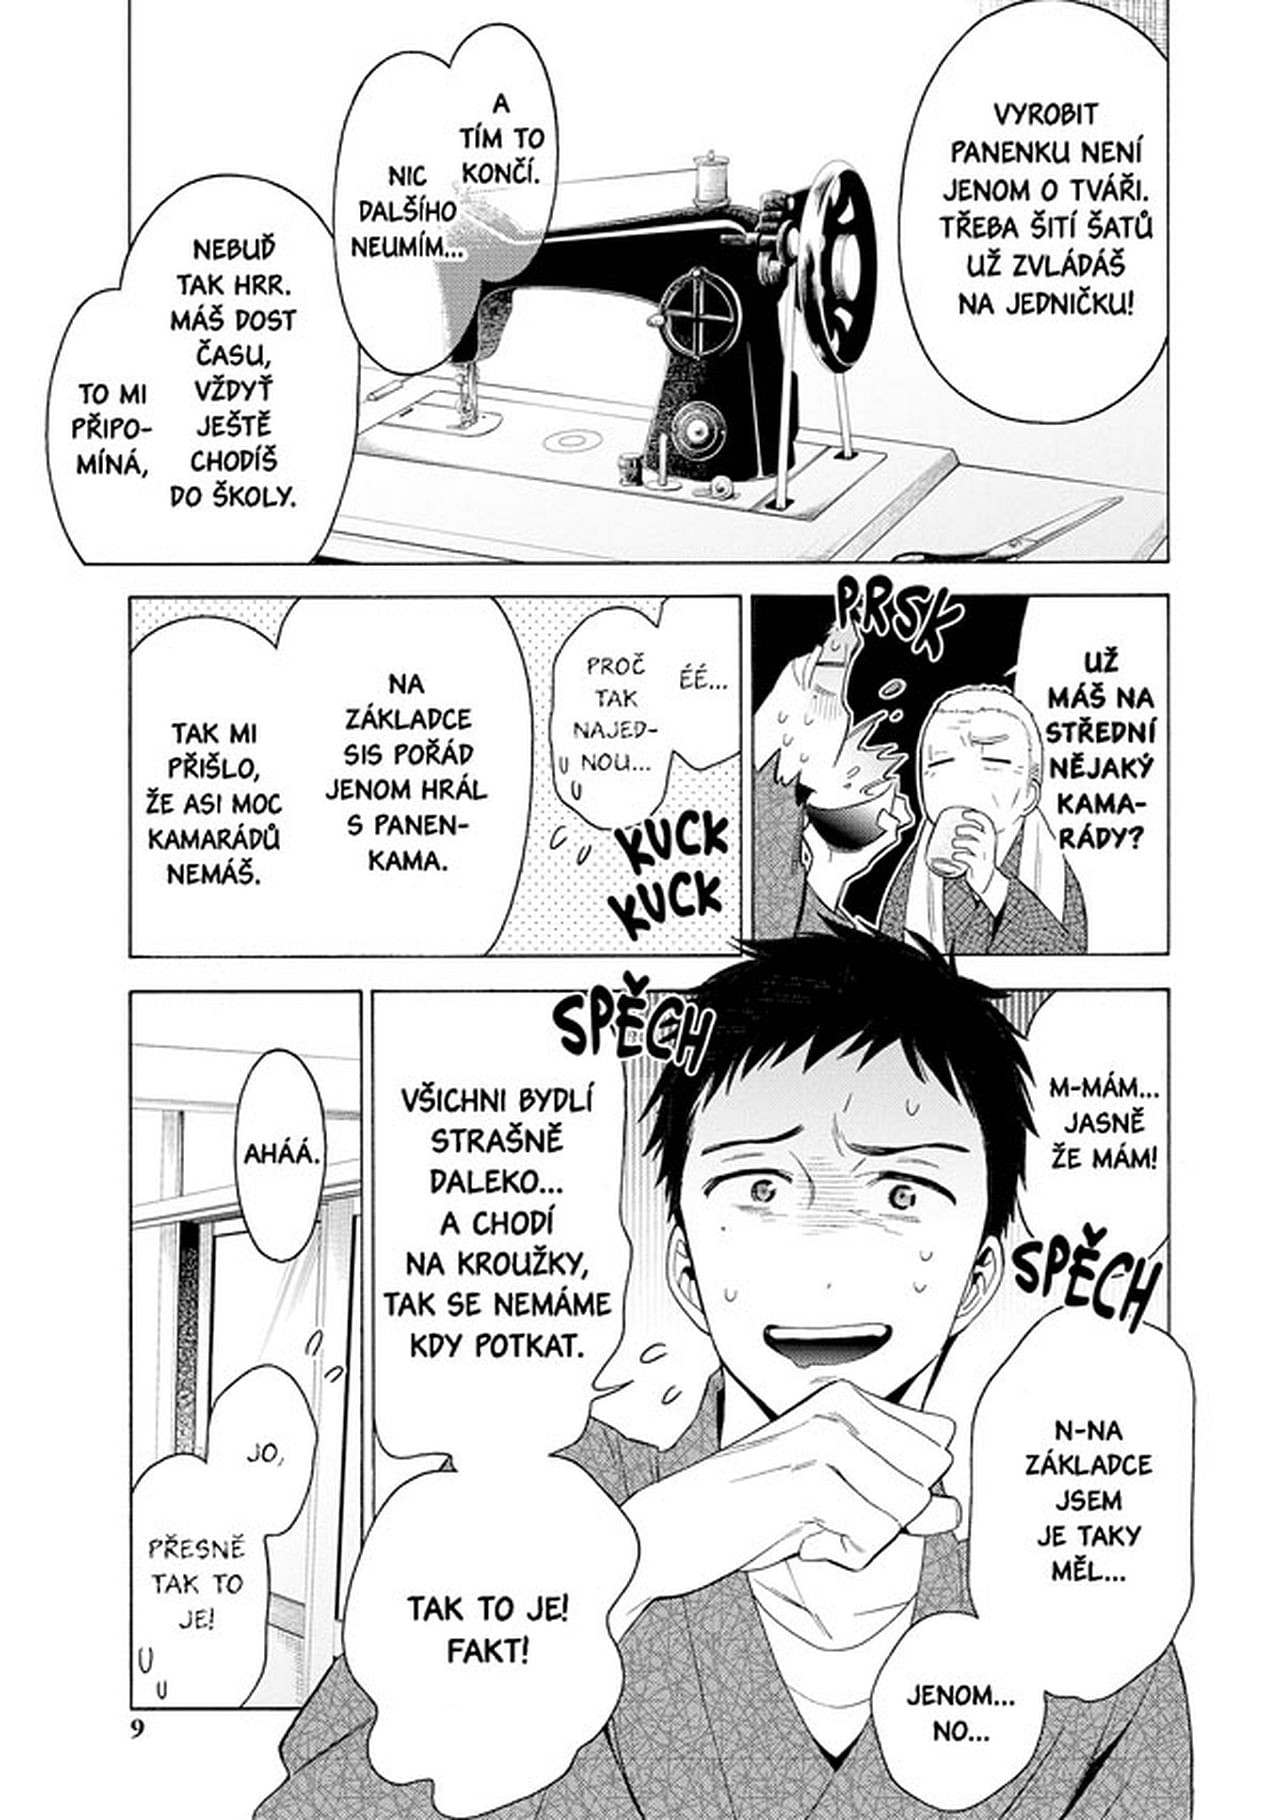 VYROBIT
PANENKU NENÍ
JENOM O TVÁŘI.
TŘEBA ŠITÍ ŠATŮ
UŽ ZVLÁDÁŠ
NA JEDNIČKU!
A
TÍM TO
KONČÍ.
NIC
DALŠÍHO
NEUMÍM...
NEBUĎ
TAK HRR.
MÁŠ DOST
ČASU,
VŽDYŤ
JEŠTĚ
CHODÍŠ
DO ŠKOLY.
TO MI
PŘIPO-
MÍNÁ,
UŽ
MÁŠ NA
STŘEDNÍ
NĚJAKÝ
KAMA-
RÁDY?
PRSK
ÉÉ...
PROČ
TAK
NAJED-
NOU...
KUCK
KUCK
NA
ZÁKLADCE
SIS POŘÁD
JENOM HRÁL
S PANEN-
KAMA.
TAK MI
PŘIŠLO,
ŽE ASI MOC
KAMARÁDŮ
NEMÁŠ.
M-MÁM...
JASNĚ
ŽE MÁM!
SPĚCH
N-NA
ZÁKLADCE
JSEM
JE TAKY
MĚL...
JENOM...
NO...
SPĚCH
VŠICHNI BYDLÍ
STRAŠNĚ
DALEKO...
A CHODÍ
NA KROUŽKY,
TAK SE NEMÁME
KDY POTKAT.
TAK TO JE!
FAKT!
AHÁÁ.
JO,
PŘESNĚ
TAK TO
JE!
9